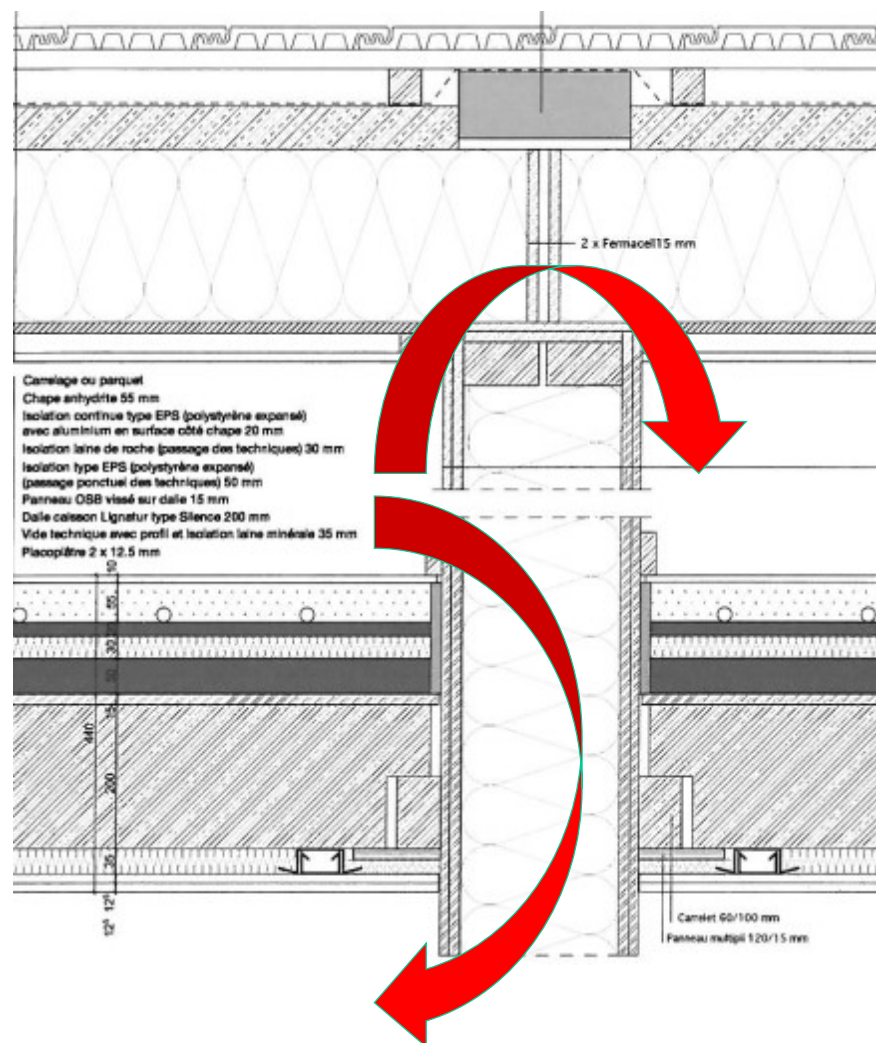 2 x Fermacell15 mm
Carrelage ou parquet
Chape anhydrite 55 mm
Isolation continue type EPS (polystyrène expansé)
avec aluminium en surface côté chape 20 mm
Isolation laine de roche (passage des techniques) 30 mm
Isolation type EPS (polystyrène expansé)
(passage ponctuel des techniques) 50 mm
Panneau OSB vissé sur dalle 15 mm
Dalle caisson Lignatur type Silence 200 mm
Vide technique avec profil et isolation laine minérale 35 mm
Placoplâtre 2 x 12.5 mm
10
55
30
50
15
440
200
35
12⁵ 12⁵
Carrelet 60/100 mm
Panneau multipli 120/15 mm